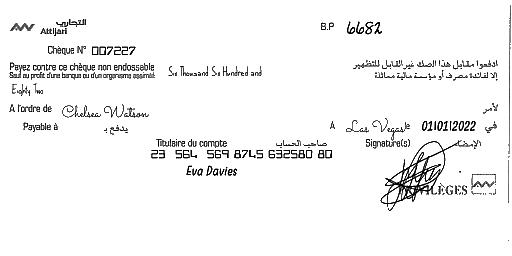 التجاري
Attijari
B.P 6682
Chèque N° 007227
Payez contre ce chèque non endossable Six Thousand Six Hundred and
Sauf au profit d'une banque ou d'un organisme assimilé
ادفعوا مقابل هذا الصك غير القابل للتظهير
إلا لفائدة مصرف أو مؤسسة مالية مماثلة
Eighty Two
A l'ordre de Chelsea Watson لأمر
Payable à يدفع بـ A Las Vegas le 01/01/2022 في
Titulaire du compte صاحب الحساب Signature(s) الإمضاء
23 564 569 8745 632580 80
Eva Davies
PRIVILÈGES